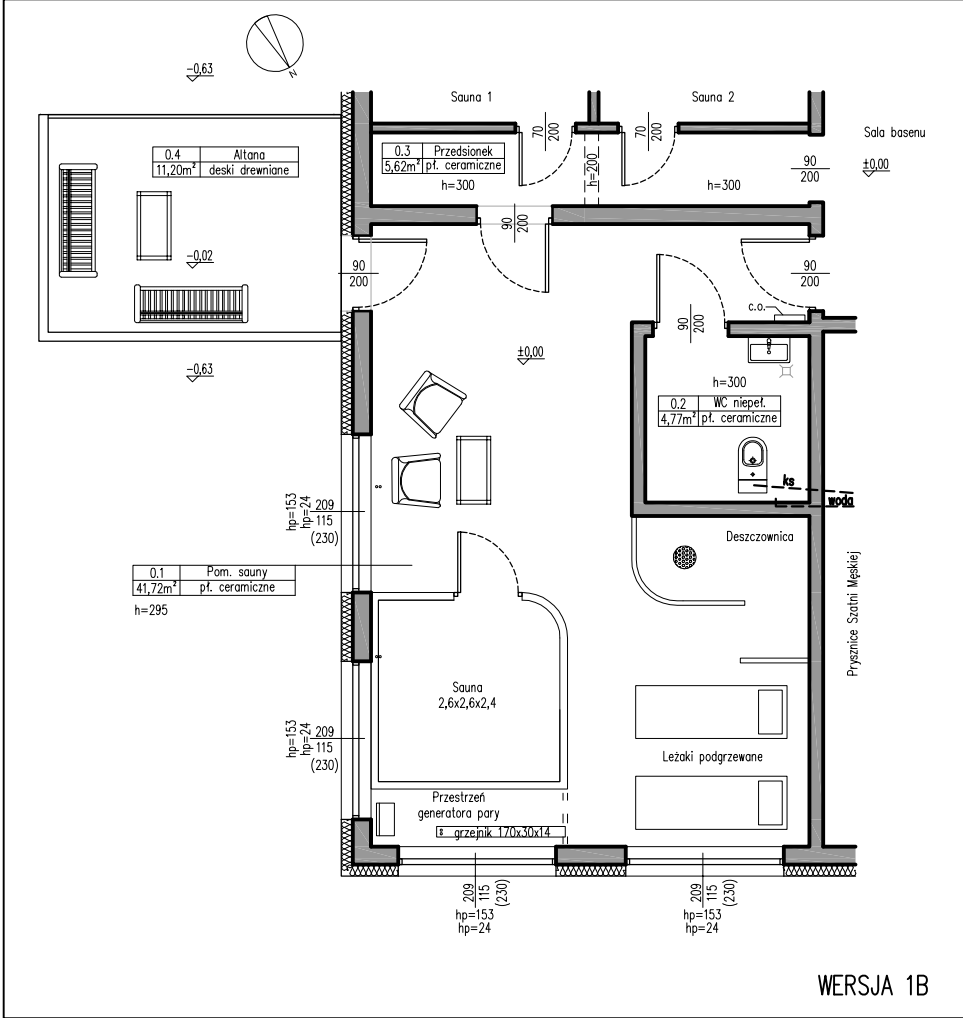 N
-0,63
Sauna 1
Sauna 2
70
200
70
200
Sala basenu
±0,00
0.4 Altana
11,20m² deski drewniane
0.3 Przedsionek
5,62m² pł. ceramiczne
h=300
h=200
h=300
90
200
90
200
-0,02
90
200
90
200
c.o.
90
200
±0,00
-0,63
h=300
0.2 WC niepeł.
4,77m² pł. ceramiczne
ks
woda
hp=153
hp=24
209
115
(230)
Deszczownica
0.1 Pom. sauny
41,72m² pł. ceramiczne
h=295
Prysznice Szatni Męskiej
Sauna
2,6x2,6x2,4
hp=153
hp=24
209
115
(230)
Leżaki podgrzewane
Przestrzeń
generatora pary
grzejnik 170x30x14
209
115
(230)
hp=153
hp=24
209
115
(230)
hp=153
hp=24
WERSJA 1B